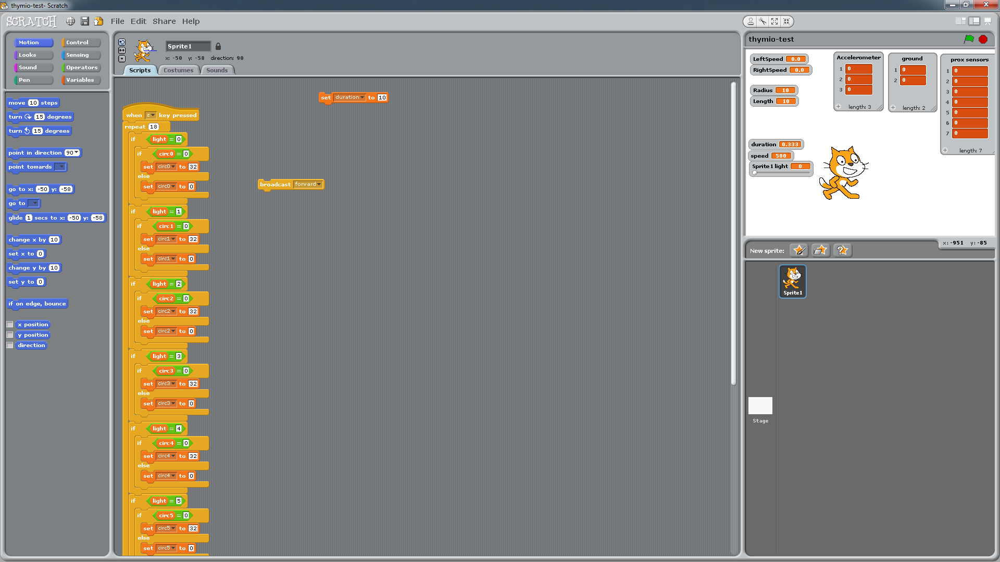 thymio-test- Scratch
SCRATCH File Edit Share Help
Motion Control
Looks Sensing
Sound Operators
Pen Variables
move 10 steps
turn 15 degrees
turn 15 degrees
point in direction 90
point towards
go to x: -50 y: -58
go to
glide 1 secs to x: -50 y: -58
change x by 10
set x to 0
change y by 10
set y to 0
if on edge, bounce
x position
y position
direction
Sprite1
x: -50 y: -58 direction: 90
Scripts Costumes Sounds
set duration to 10
when z key pressed
repeat 18
if light = 0
if circ0 = 0
set circ0 to 32
else
set circ0 to 0
if light = 1
if circ1 = 0
set circ1 to 32
else
set circ1 to 0
if light = 2
if circ2 = 0
set circ2 to 32
else
set circ2 to 0
if light = 3
if circ3 = 0
set circ3 to 32
else
set circ3 to 0
if light = 4
if circ4 = 0
set circ4 to 32
else
set circ4 to 0
if light = 5
if circ5 = 0
set circ5 to 32
else
set circ5 to 0
broadcast forward
thymio-test
LeftSpeed 0.0
RightSpeed 0.0
Radius 10
Length 10
Accelerometer
1 0
2 0
3 0
+ length: 3
ground
1 0
2 0
+ length: 2
prox sensors
1 0
2 0
3 0
4 0
5 0
6 0
7 0
+ length: 7
duration 0.333
speed 500
Sprite1 light 0
x: -951 y: -85
New sprite:
Sprite1
Stage